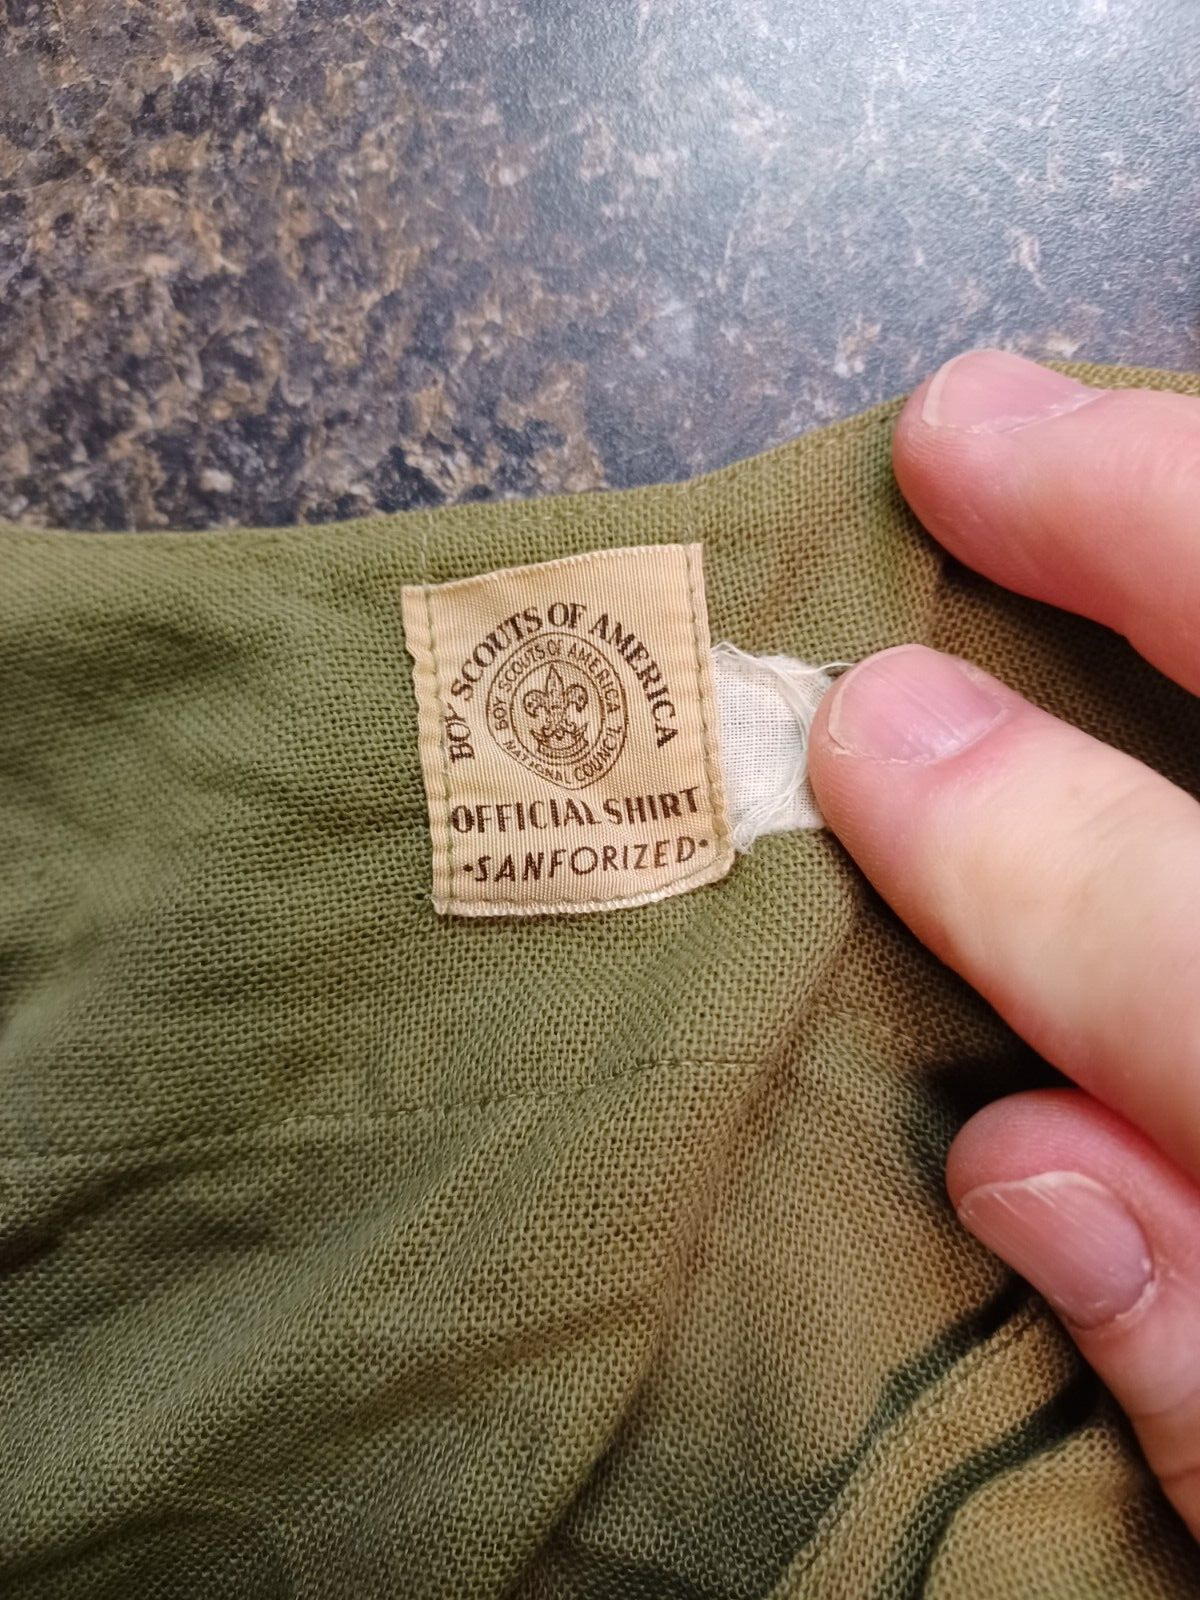 BOY SCOUTS OF AMERICA
BOY SCOUTS OF AMERICA
NATIONAL COUNCIL
OFFICIAL SHIRT
•SANFORIZED•